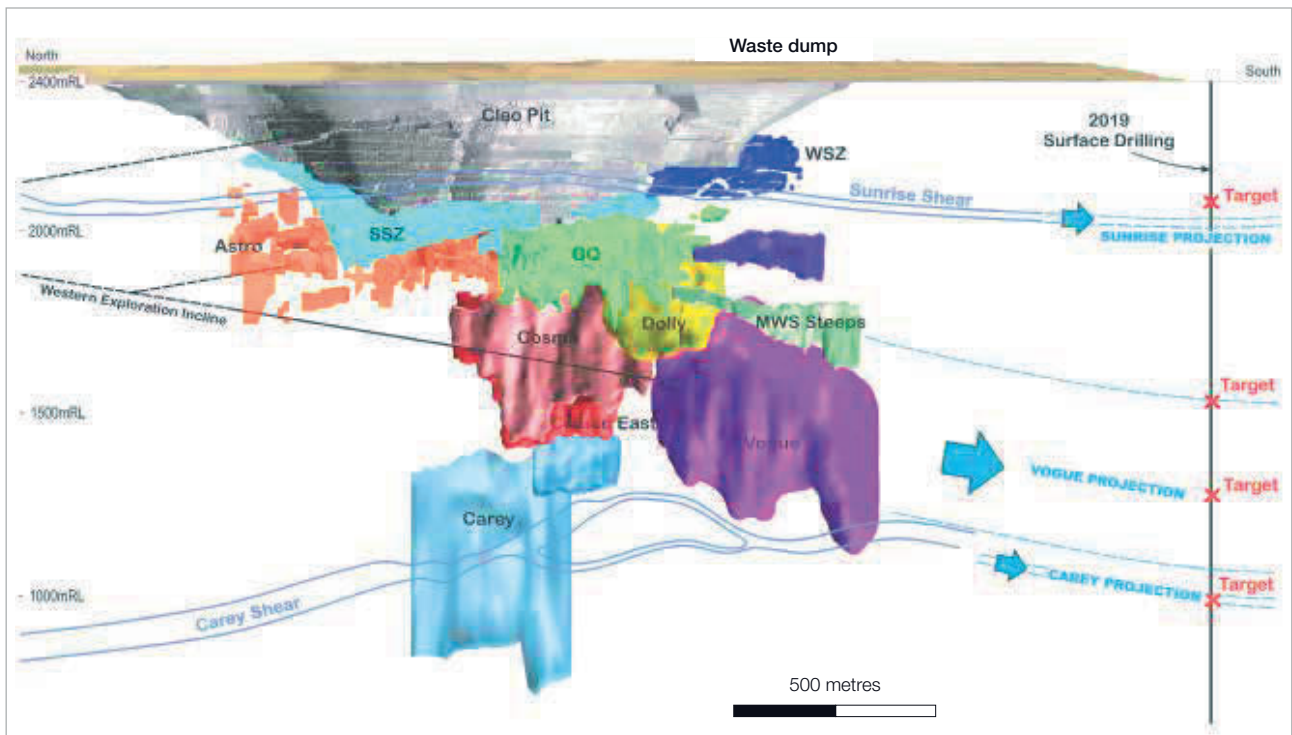 Waste dump
North
South
2400mRL
Cleo Pit
2019
Surface Drilling
WSZ
Sunrise Shear
Target
SUNRISE PROJECTION
2000mRL
SSZ
Astro
GQ
Western Exploration Incline
Cosmo
Dolly
MWS Steeps
Target
1500mRL
East
Vogue
Target
VOGUE PROJECTION
Carey
Target
CAREY PROJECTION
1000mRL
Carey Shear
500 metres